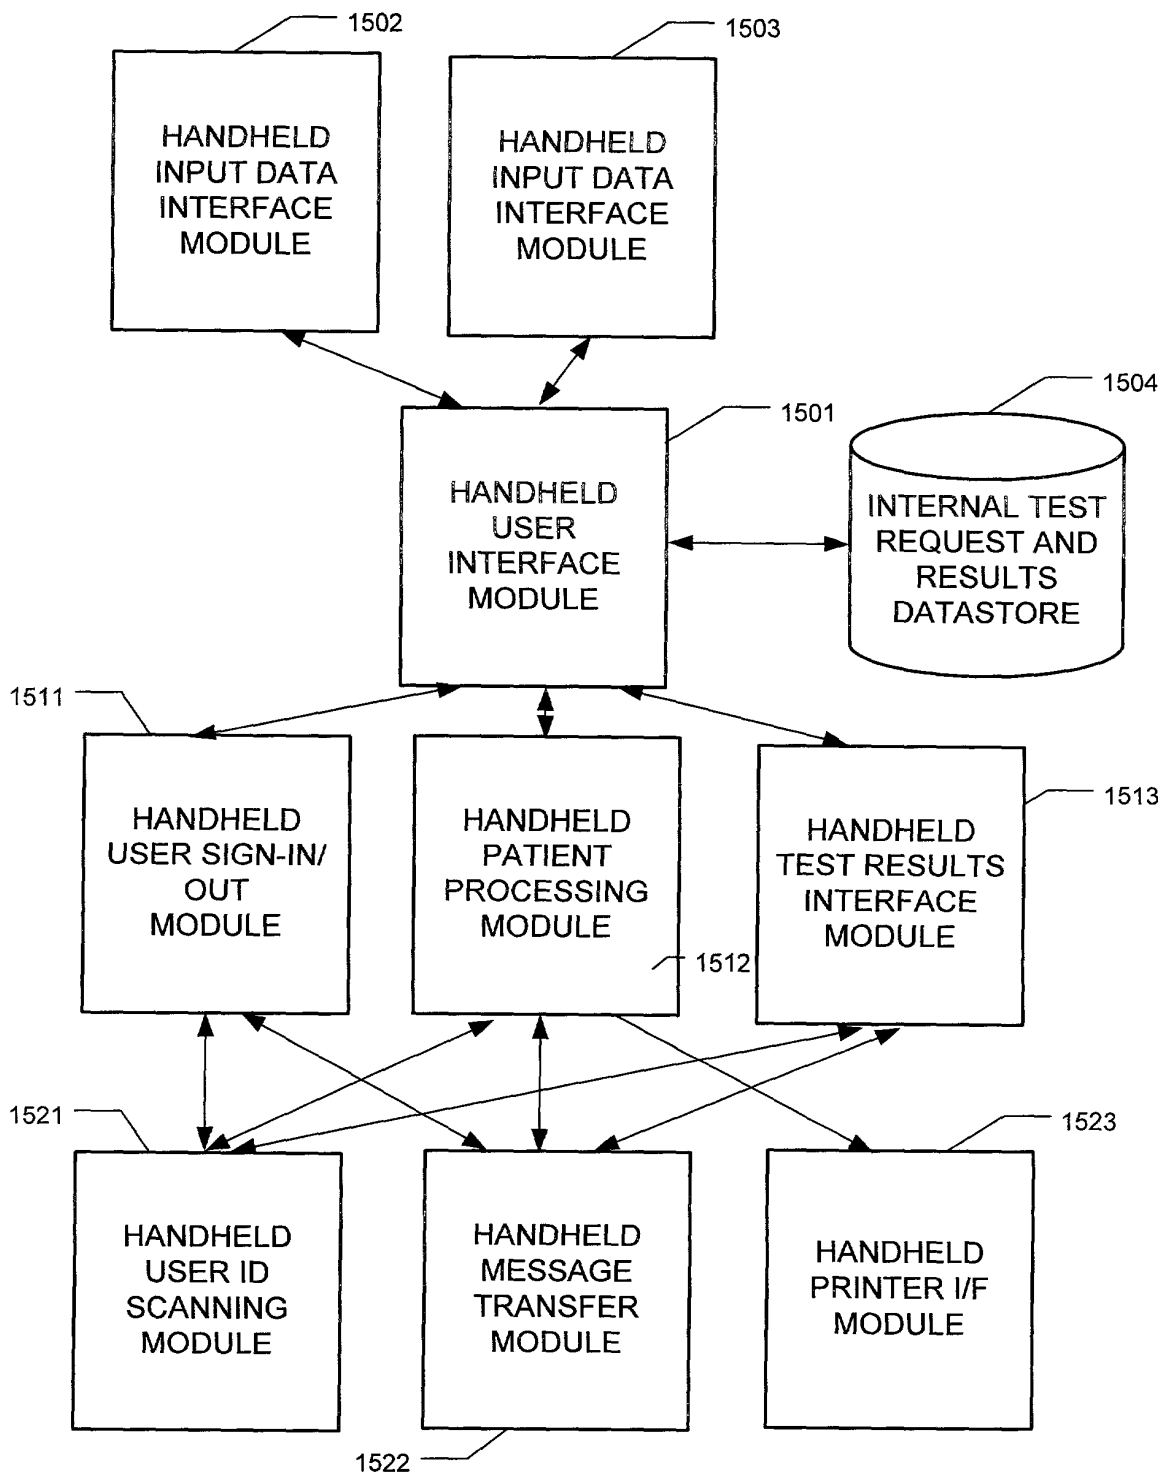 1502
1503
HANDHELD
INPUT DATA
INTERFACE
MODULE
HANDHELD
INPUT DATA
INTERFACE
MODULE
1501
1504
HANDHELD
USER
INTERFACE
MODULE
INTERNAL TEST
REQUEST AND
RESULTS
DATASTORE
1511
HANDHELD
USER SIGN-IN/
OUT
MODULE
HANDHELD
PATIENT
PROCESSING
MODULE
1512
1513
HANDHELD
TEST RESULTS
INTERFACE
MODULE
1521
HANDHELD
USER ID
SCANNING
MODULE
HANDHELD
MESSAGE
TRANSFER
MODULE
1522
1523
HANDHELD
PRINTER I/F
MODULE